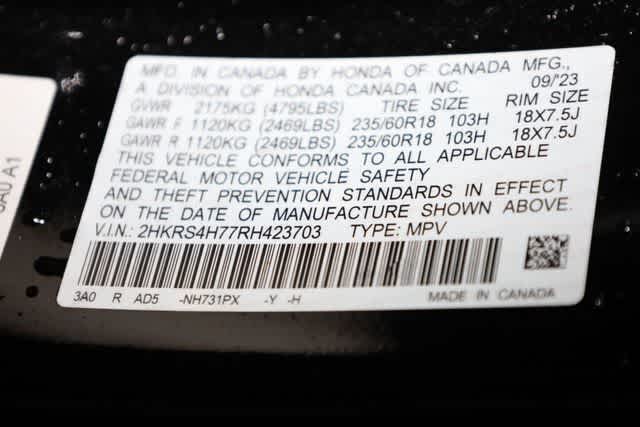 MFD. IN CANADA BY HONDA OF CANADA MFG.,
A DIVISION OF HONDA CANADA INC. 09/'23
GVWR 2175KG (4795LBS) TIRE SIZE RIM SIZE
GAWR F 1120KG (2469LBS) 235/60R18 103H 18X7.5J
GAWR R 1120KG (2469LBS) 235/60R18 103H 18X7.5J
THIS VEHICLE CONFORMS TO ALL APPLICABLE
FEDERAL MOTOR VEHICLE SAFETY
AND THEFT PREVENTION STANDARDS IN EFFECT
ON THE DATE OF MANUFACTURE SHOWN ABOVE.
V.I.N.: 2HKRS4H77RH423703 TYPE: MPV
3A0 R AD5 -NH731PX -Y -H MADE IN CANADA
A1